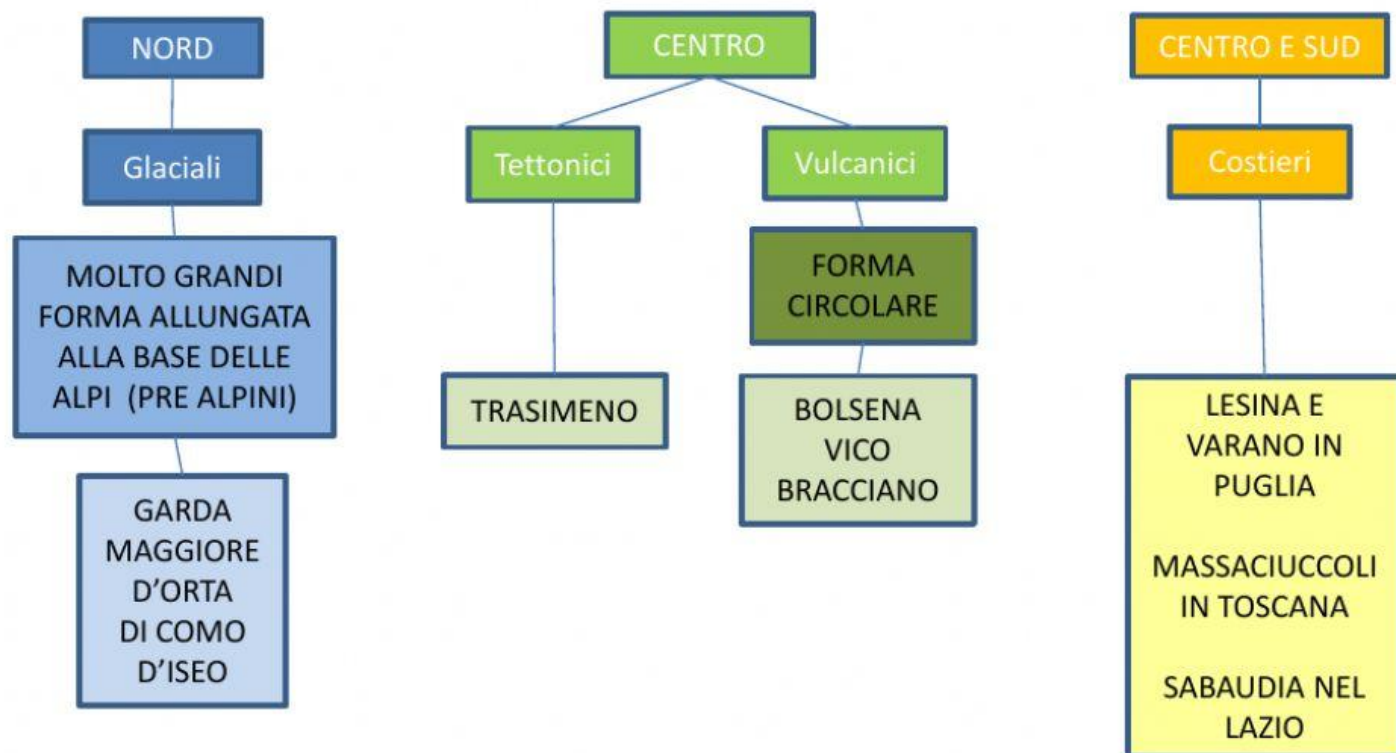 NORD
Glaciali
MOLTO GRANDI
FORMA ALLUNGATA
ALLA BASE DELLE
ALPI (PRE ALPINI)
GARDA
MAGGIORE
D'ORTA
DI COMO
D'ISEO
CENTRO
Tettonici
TRASIMENO
Vulcanici
FORMA
CIRCOLARE
BOLSENA
VICO
BRACCIANO
CENTRO E SUD
Costieri
LESINA E
VARANO IN
PUGLIA
MASSACIUCCOLI
IN TOSCANA
SABAUDIA NEL
LAZIO